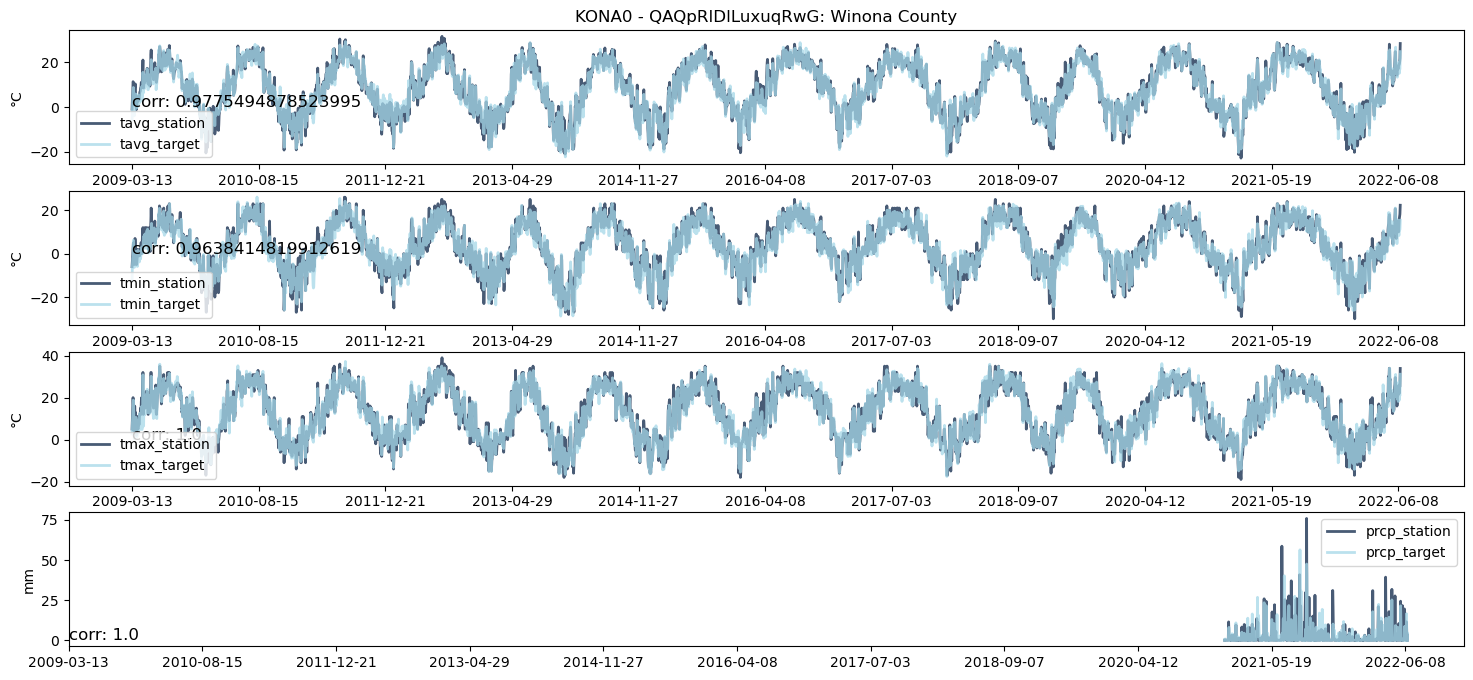 KONA0 - QAQpRIDlLuxuqRwG: Winona County
20
0
−20
°C
corr: 0.9775494878523995
tavg_station
tavg_target
2009-03-13 2010-08-15 2011-12-21 2013-04-29 2014-11-27 2016-04-08 2017-07-03 2018-09-07 2020-04-12 2021-05-19 2022-06-08
20
0
−20
°C
corr: 0.9638414819912619
tmin_station
tmin_target
2009-03-13 2010-08-15 2011-12-21 2013-04-29 2014-11-27 2016-04-08 2017-07-03 2018-09-07 2020-04-12 2021-05-19 2022-06-08
40
20
0
−20
°C
corr: 1.0
tmax_station
tmax_target
2009-03-13 2010-08-15 2011-12-21 2013-04-29 2014-11-27 2016-04-08 2017-07-03 2018-09-07 2020-04-12 2021-05-19 2022-06-08
75
50
25
0
mm
prcp_station
prcp_target
corr: 1.0
2009-03-13 2010-08-15 2011-12-21 2013-04-29 2014-11-27 2016-04-08 2017-07-03 2018-09-07 2020-04-12 2021-05-19 2022-06-08